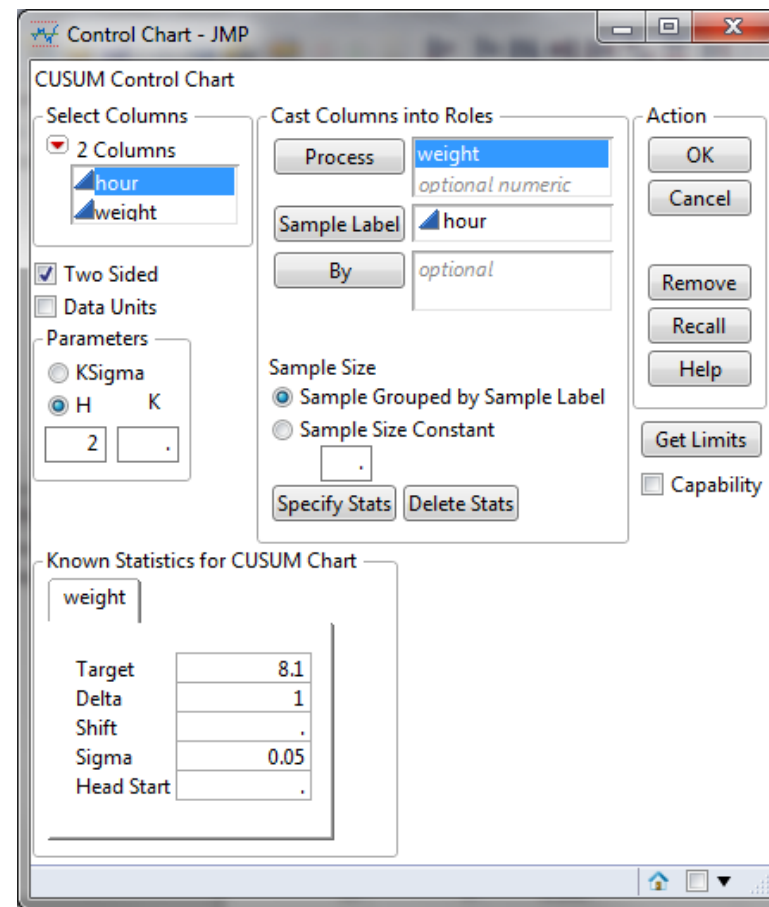 Control Chart - JMP
CUSUM Control Chart
Select Columns
2 Columns
hour
weight
Two Sided
Data Units
Parameters
KSigma
H K
2 .
Cast Columns into Roles
Process weight
optional numeric
Sample Label hour
By optional
Sample Size
Sample Grouped by Sample Label
Sample Size Constant
.
Specify Stats Delete Stats
Action
OK
Cancel
Remove
Recall
Help
Get Limits
Capability
Known Statistics for CUSUM Chart
weight
Target 8.1
Delta 1
Shift .
Sigma 0.05
Head Start .